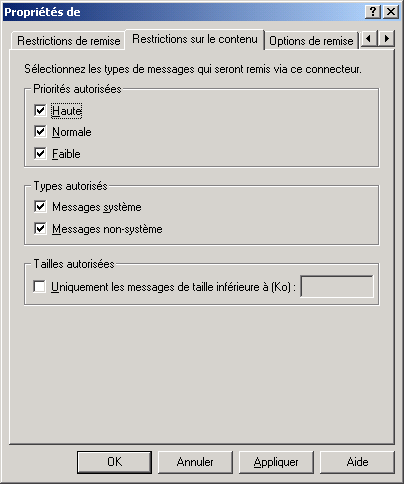 Propriétés de
Restrictions de remise
Restrictions sur le contenu
Options de remise
Sélectionnez les types de messages qui seront remis via ce connecteur.
Priorités autorisées
Haute
Normale
Faible
Types autorisés
Messages système
Messages non-système
Tailles autorisées
Uniquement les messages de taille inférieure à (Ko) :
OK
Annuler
Appliquer
Aide